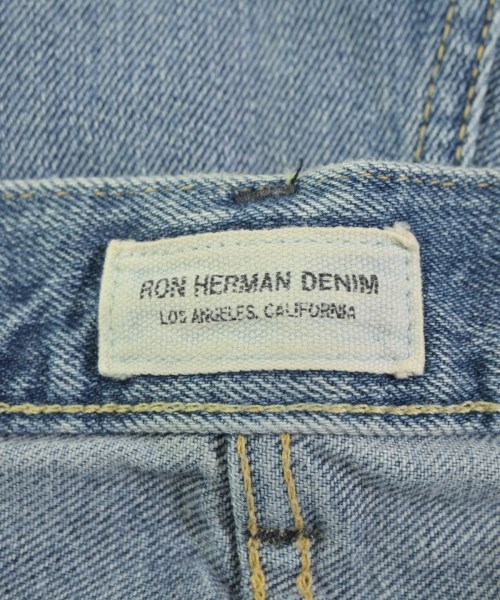 RON HERMAN DENIM
LOS ANGELES, CALIFORNIA